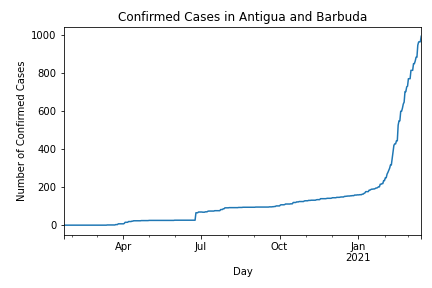 Confirmed Cases in Antigua and Barbuda
1000
800
600
400
200
0
Number of Confirmed Cases
Apr Jul Oct Jan
2021
Day